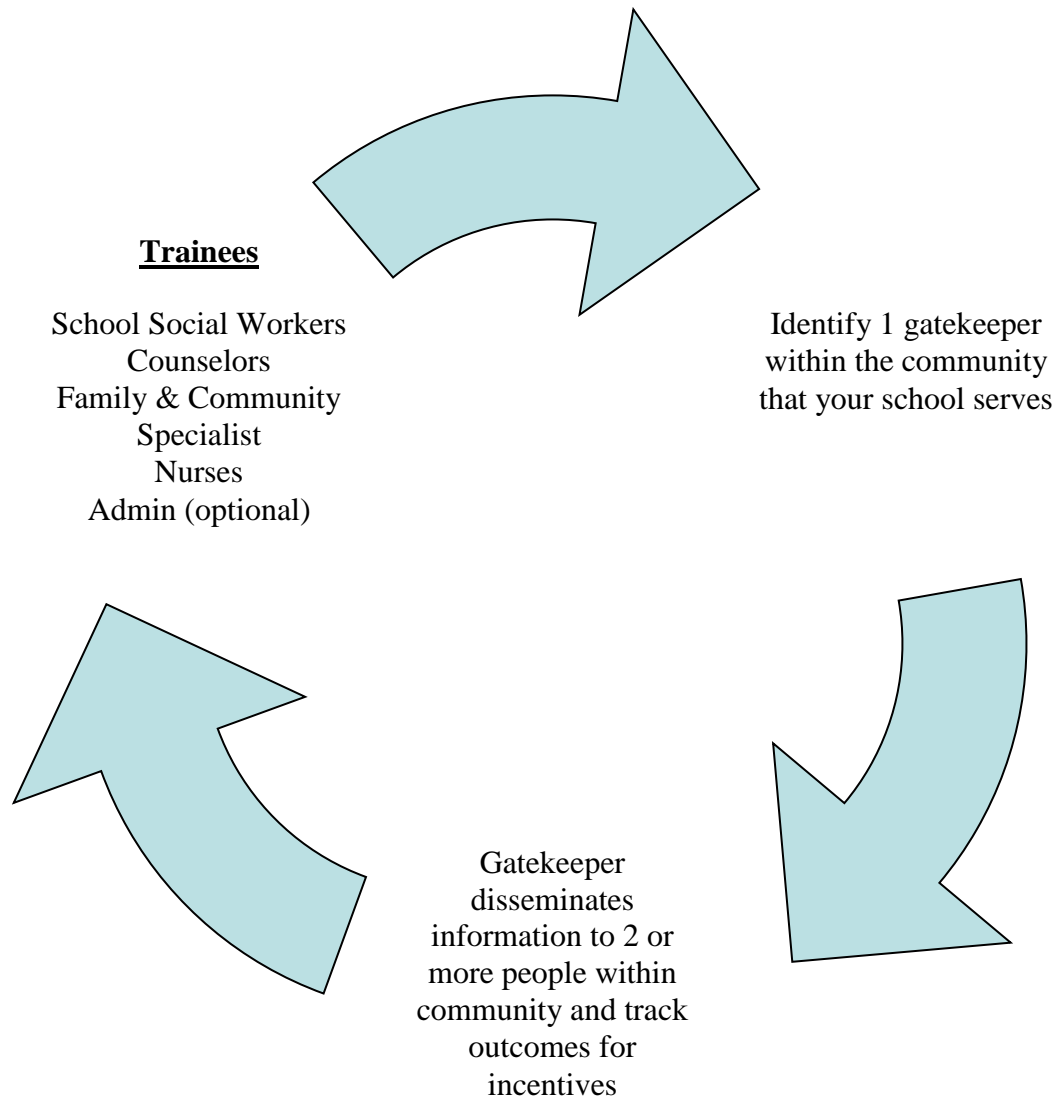 Trainees
School Social Workers
Counselors
Family & Community
Specialist
Nurses
Admin (optional)
Identify 1 gatekeeper
within the community
that your school serves
Gatekeeper
disseminates
information to 2 or
more people within
community and track
outcomes for
incentives